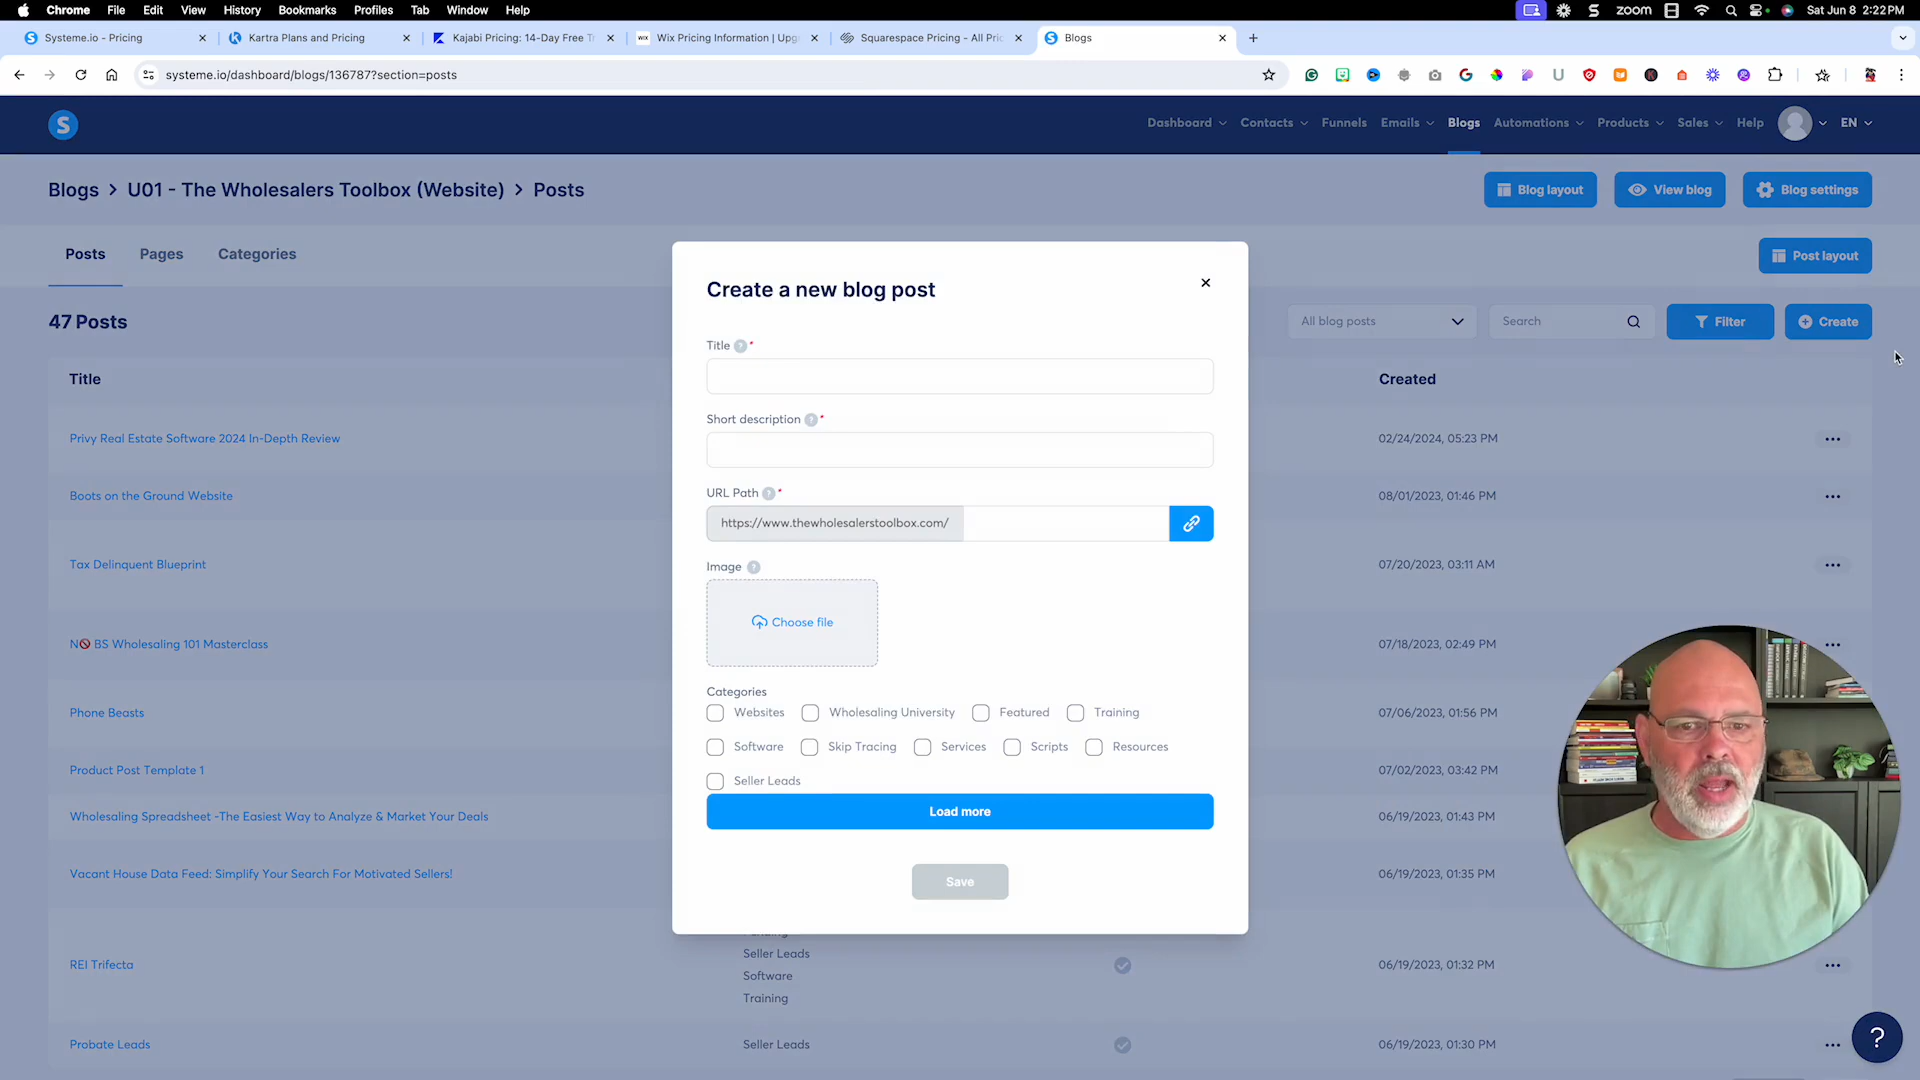 Chrome File Edit View History Bookmarks Profiles Tab Window Help zoom Sat Jun 8 2:22 PM
Systeme.io - Pricing Kartra Plans and Pricing Kajabi Pricing: 14-Day Free T Wix Pricing Information | Upg Squarespace Pricing - All Pric Blogs
systeme.io/dashboard/blogs/136787?section=posts
S Dashboard Contacts Funnels Emails Blogs Automations Products Sales Help EN
Blogs > U01 - The Wholesalers Toolbox (Website) > Posts Blog layout View blog Blog settings
Posts Pages Categories Post layout
Create a new blog post
47 Posts All blog posts Search Filter Create
Title ? *
Title Created
Short description ? *
Privy Real Estate Software 2024 In-Depth Review 02/24/2024, 05:23 PM
URL Path ? *
Boots on the Ground Website 08/01/2023, 01:46 PM
https://www.thewholesalerstoolbox.com/
Image ?
Tax Delinquent Blueprint 07/20/2023, 03:11 AM
Choose file
N🚫 BS Wholesaling 101 Masterclass 07/18/2023, 02:49 PM
Categories
Websites Wholesaling University Featured Training
Phone Beasts 07/06/2023, 01:56 PM
Software Skip Tracing Services Scripts Resources
Product Post Template 1 07/02/2023, 03:42 PM
Seller Leads
Load more
Wholesaling Spreadsheet -The Easiest Way to Analyze & Market Your Deals 06/19/2023, 01:43 PM
Vacant House Data Feed: Simplify Your Search For Motivated Sellers! 06/19/2023, 01:35 PM
Save
Seller Leads
REI Trifecta 06/19/2023, 01:32 PM
Software
Training
Probate Leads Seller Leads 06/19/2023, 01:30 PM
?